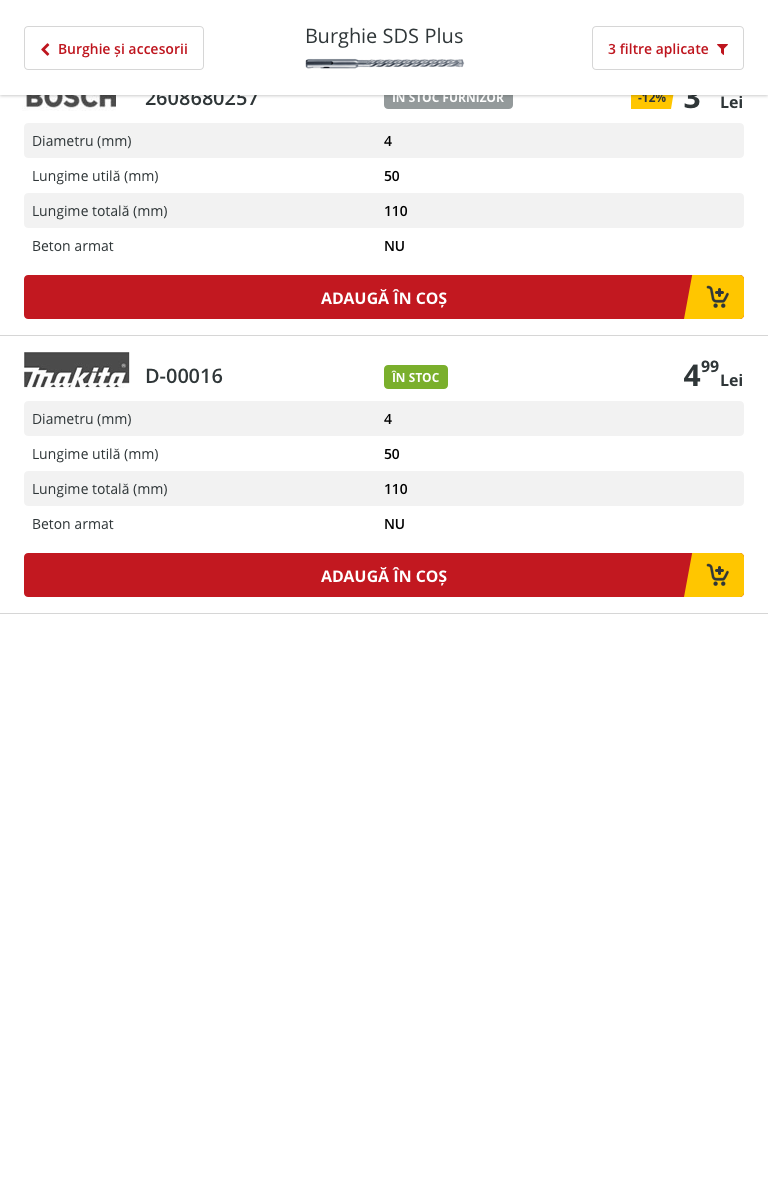 Burghie și accesorii
Burghie SDS Plus
3 filtre aplicate
BOSCH 2608680257 ÎN STOC FURNIZOR -12% 3 Lei
Diametru (mm) 4
Lungime utilă (mm) 50
Lungime totală (mm) 110
Beton armat NU
ADAUGĂ ÎN COȘ
makita D-00016 ÎN STOC 4 99 Lei
Diametru (mm) 4
Lungime utilă (mm) 50
Lungime totală (mm) 110
Beton armat NU
ADAUGĂ ÎN COȘ